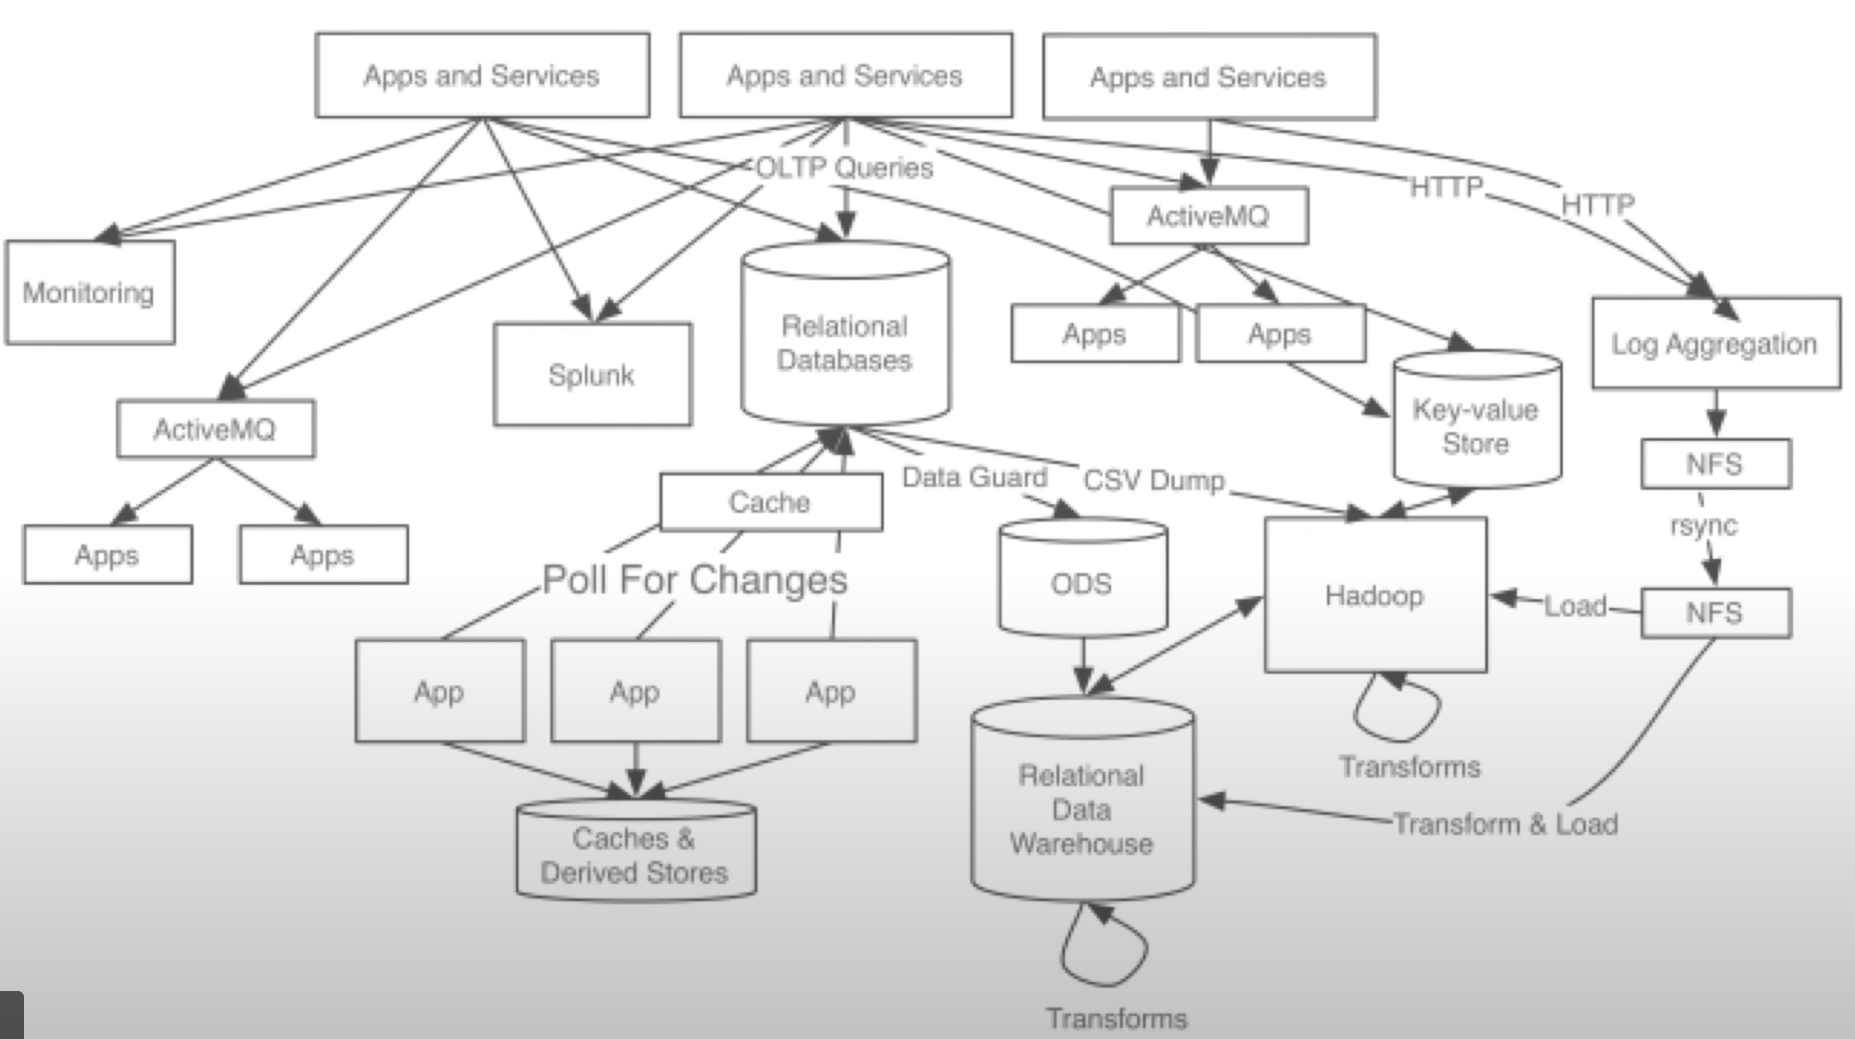 Apps and Services
Apps and Services
Apps and Services
OLTP Queries
HTTP
HTTP
ActiveMQ
Monitoring
Relational
Databases
Apps
Apps
Log Aggregation
Splunk
Key-value
Store
ActiveMQ
NFS
Data Guard
CSV Dump
Cache
rsync
Apps
Apps
Poll For Changes
ODS
Hadoop
Load
NFS
App
App
App
Transforms
Relational
Data
Warehouse
Transform & Load
Caches &
Derived Stores
Transforms